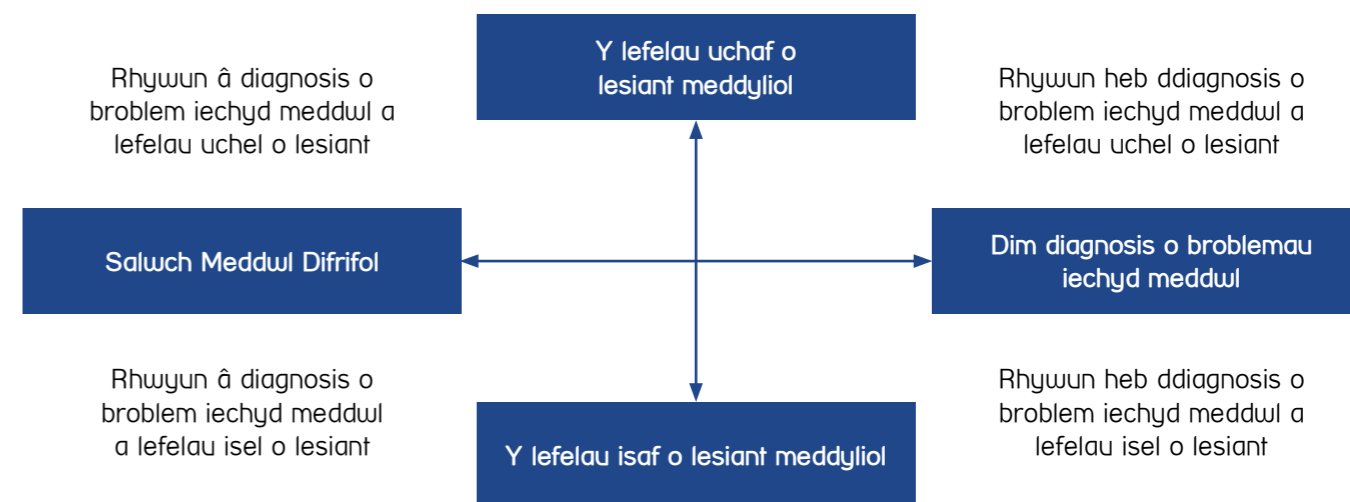 Y lefelau uchaf o
lesiant meddyliol
Rhywun â diagnosis o
broblem iechyd meddwl a
lefelau uchel o lesiant
Rhywun heb ddiagnosis o
broblem iechyd meddwl a
lefelau uchel o lesiant
Salwch Meddwl Difrifol
Dim diagnosis o broblemau
iechyd meddwl
Rhwyun â diagnosis o
broblem iechyd meddwl
a lefelau isel o lesiant
Rhywun heb ddiagnosis o
broblem iechyd meddwl a
lefelau isel o lesiant
Y lefelau isaf o lesiant meddyliol